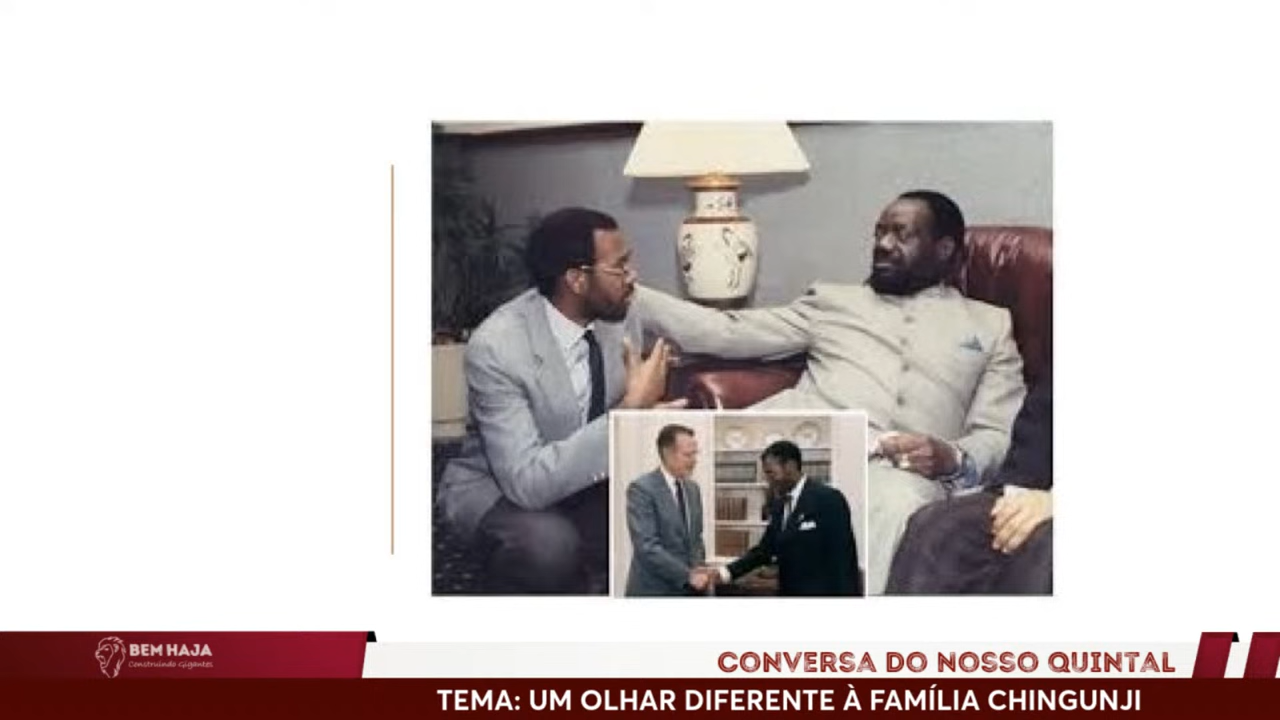 BEM HAJA
Construindo Gigantes
CONVERSA DO NOSSO QUINTAL
TEMA: UM OLHAR DIFERENTE À FAMÍLIA CHINGUNJI